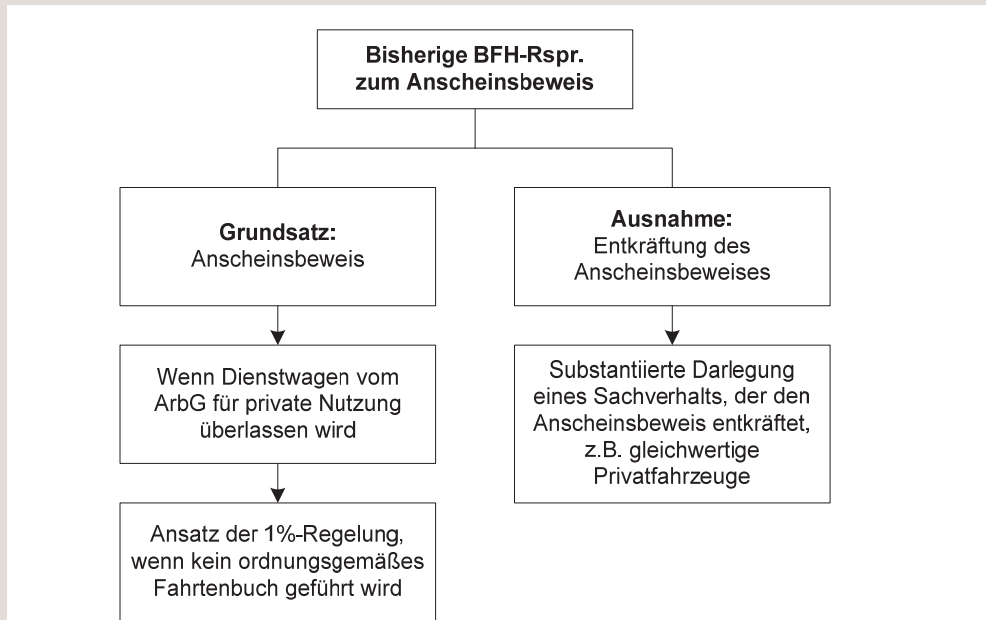 Bisherige BFH-Rspr.
zum Anscheinsbeweis
Grundsatz:
Anscheinsbeweis
Ausnahme:
Entkräftung des
Anscheinsbeweises
Wenn Dienstwagen vom
ArbG für private Nutzung
überlassen wird
Substantiierte Darlegung
eines Sachverhalts, der den
Anscheinsbeweis entkräftet,
z.B. gleichwertige
Privatfahrzeuge
Ansatz der 1%-Regelung,
wenn kein ordnungsgemäßes
Fahrtenbuch geführt wird